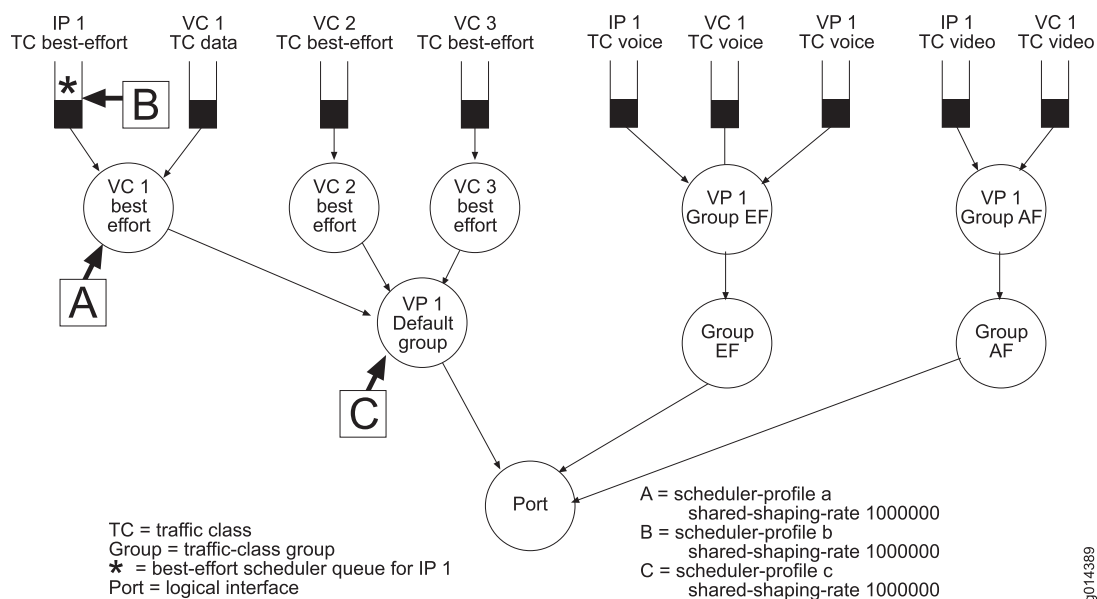 IP 1
TC best-effort
VC 1
TC data
VC 2
TC best-effort
VC 3
TC best-effort
IP 1
TC voice
VC 1
TC voice
VP 1
TC voice
IP 1
TC video
VC 1
TC video
*
B
VC 1
best
effort
VC 2
best
effort
VC 3
best
effort
VP 1
Group EF
VP 1
Group AF
A
VP 1
Default
group
Group
EF
Group
AF
C
Port
TC = traffic class
Group = traffic-class group
* = best-effort scheduler queue for IP 1
Port = logical interface
A = scheduler-profile a
shared-shaping-rate 1000000
B = scheduler-profile b
shared-shaping-rate 1000000
C = scheduler-profile c
shared-shaping-rate 1000000
g014389